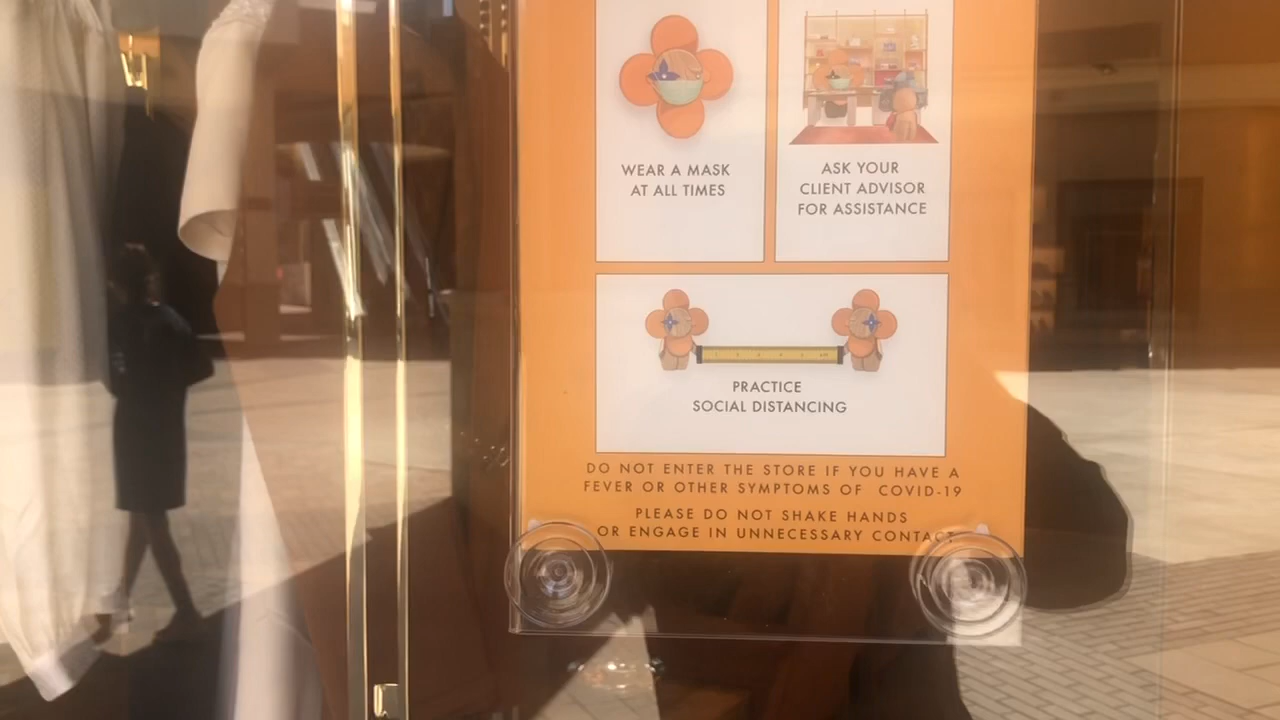 WEAR A MASK
AT ALL TIMES
ASK YOUR
CLIENT ADVISOR
FOR ASSISTANCE
PRACTICE
SOCIAL DISTANCING
DO NOT ENTER THE STORE IF YOU HAVE A
FEVER OR OTHER SYMPTOMS OF COVID-19
PLEASE DO NOT SHAKE HANDS
OR ENGAGE IN UNNECESSARY CONTACT